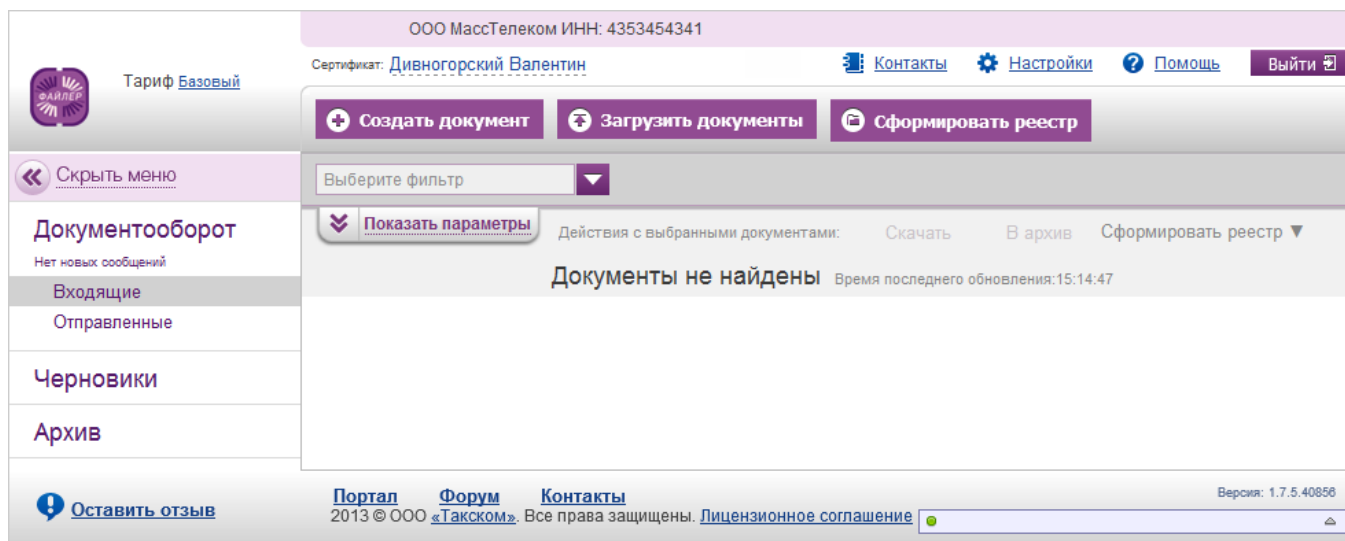 ООО МассТелеком ИНН: 4353454341
Сертификат: Дивногорский Валентин
Контакты Настройки Помощь Выйти
ФАЙЛЕР
Тариф Базовый
Создать документ Загрузить документы Сформировать реестр
Скрыть меню
Выберите фильтр
Документооборот
Нет новых сообщений
Входящие
Отправленные
Черновики
Архив
Показать параметры
Действия с выбранными документами: Скачать В архив Сформировать реестр ▼
Документы не найдены Время последнего обновления:15:14:47
Оставить отзыв
Портал Форум Контакты
2013 © ООО «Такском». Все права защищены. Лицензионное соглашение
Версия: 1.7.5.40856